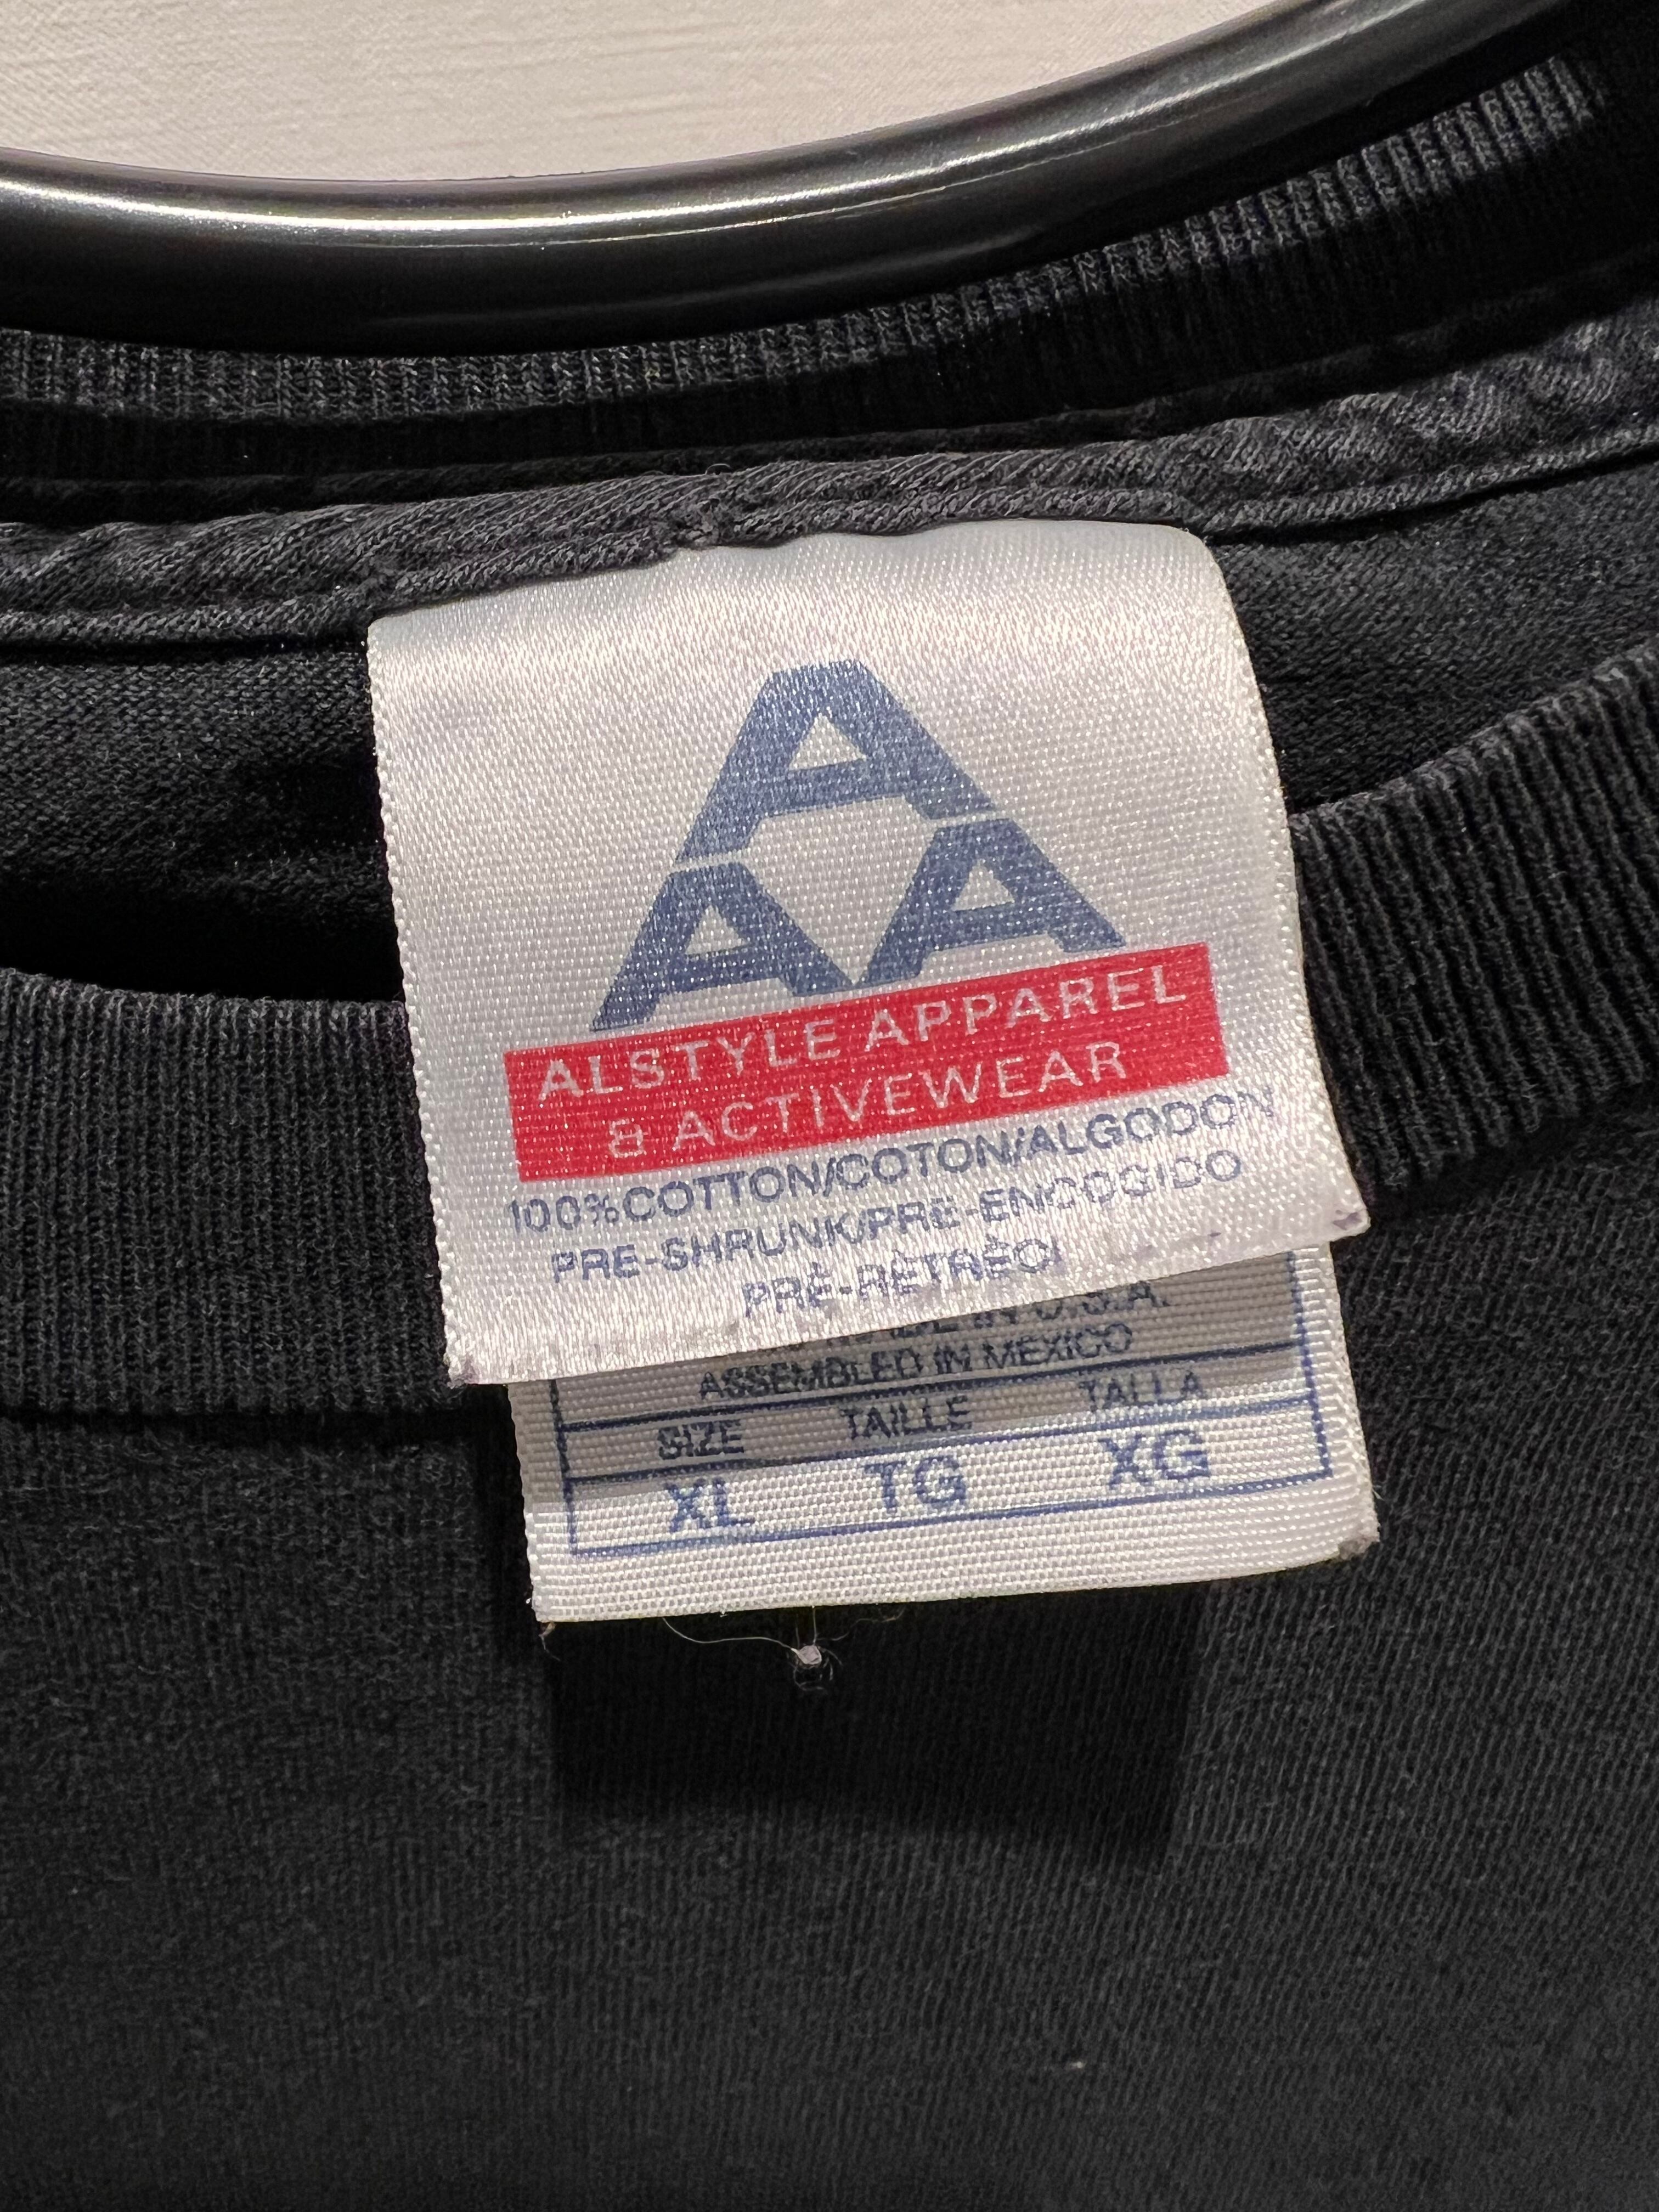 A
A A
ALSTYLE APPAREL
& ACTIVEWEAR
100%COTTON/COTON/ALGODON
PRE-SHRUNK/PRE-ENCOGIDO
PRÉ-RÉTRÉCI
IN U.S.A.
ASSEMBLED IN MEXICO
SIZE TAILLE TALLA
XL TG XG